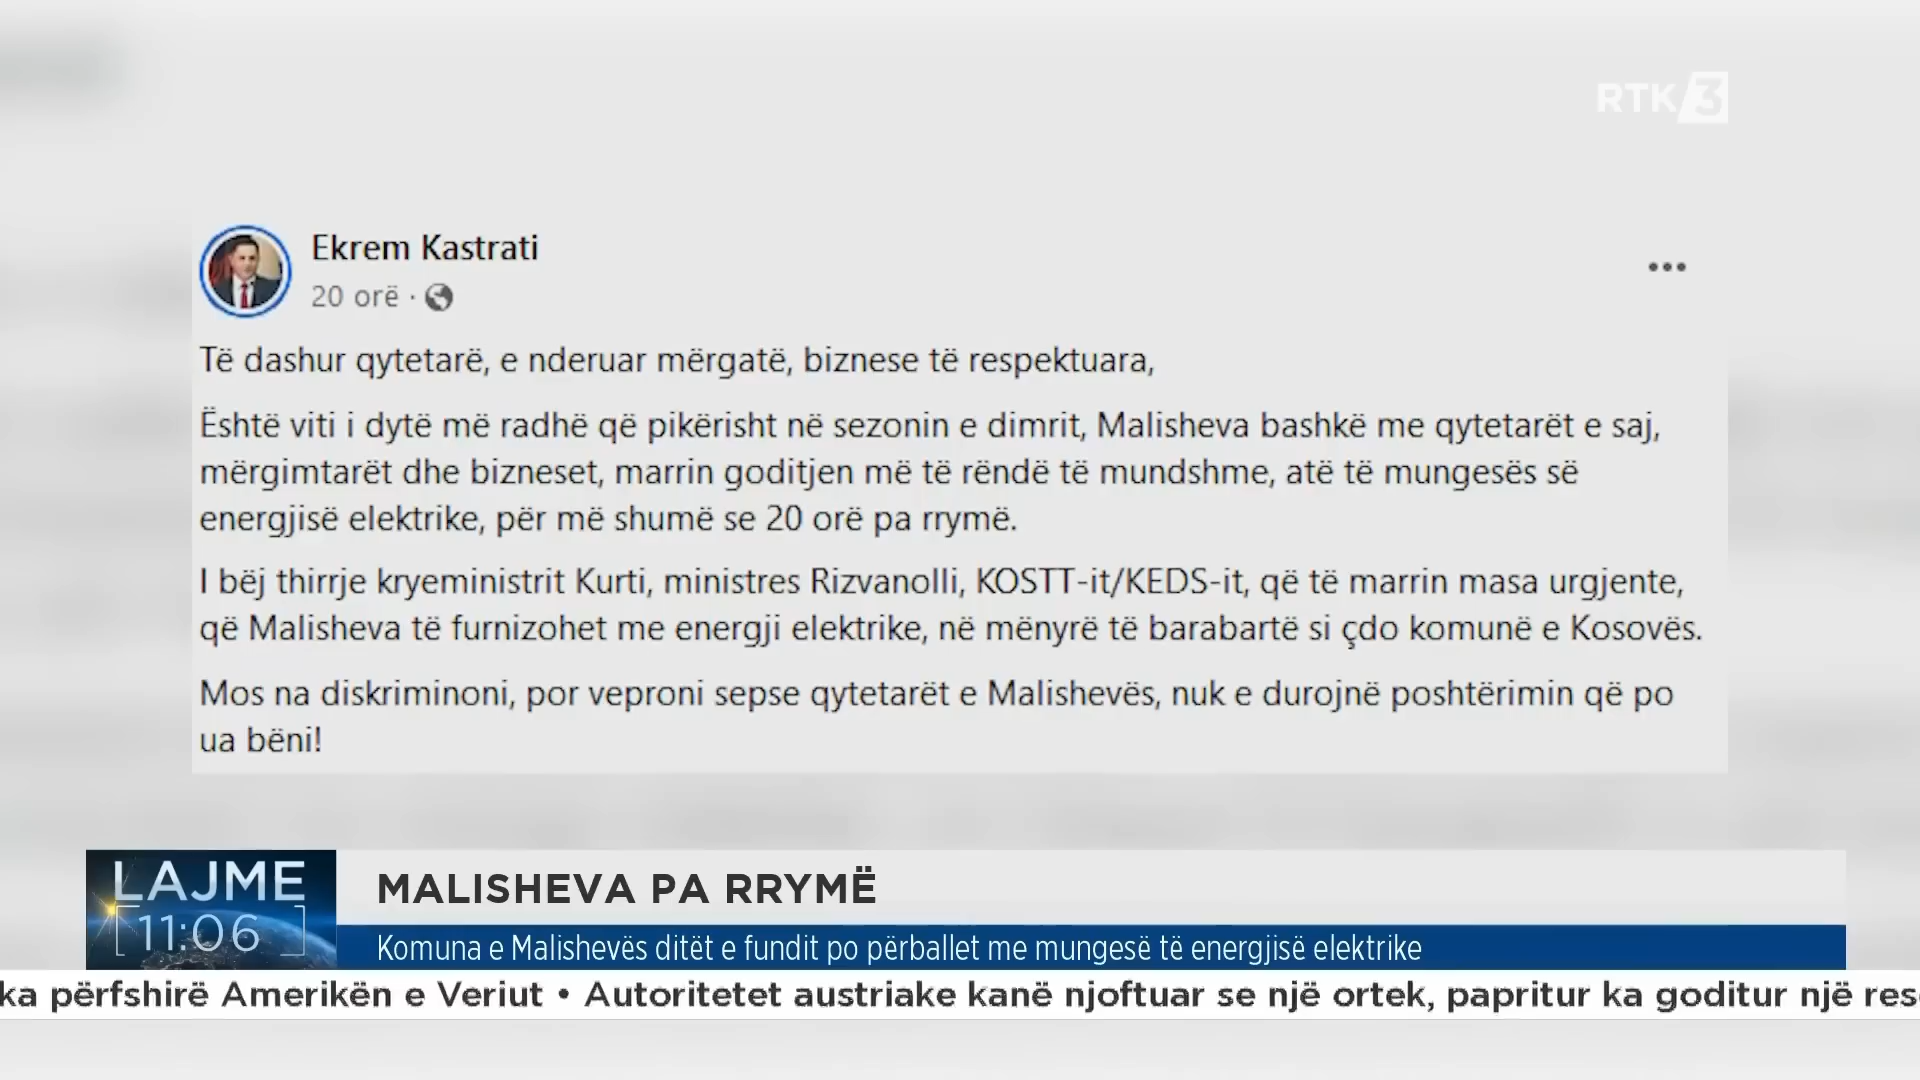 RTK 3
Ekrem Kastrati
20 orë ·
Të dashur qytetarë, e nderuar mërgatë, biznese të respektuara,
Është viti i dytë më radhë që pikërisht në sezonin e dimrit, Malisheva bashkë me qytetarët e saj,
mërgimtarët dhe bizneset, marrin goditjen më të rëndë të mundshme, atë të mungesës së
energjisë elektrike, për më shumë se 20 orë pa rrymë.
I bëj thirrje kryeministrit Kurti, ministres Rizvanolli, KOSTT-it/KEDS-it, që të marrin masa urgjente,
që Malisheva të furnizohet me energji elektrike, në mënyrë të barabartë si çdo komunë e Kosovës.
Mos na diskriminoni, por veproni sepse qytetarët e Malishevës, nuk e durojnë poshtërimin që po
ua bëni!
LAJME
11:06
MALISHEVA PA RRYMË
Komuna e Malishevës ditët e fundit po përballet me mungesë të energjisë elektrike
ka përfshirë Amerikën e Veriut • Autoritetet austriake kanë njoftuar se një ortek, papritur ka goditur një res